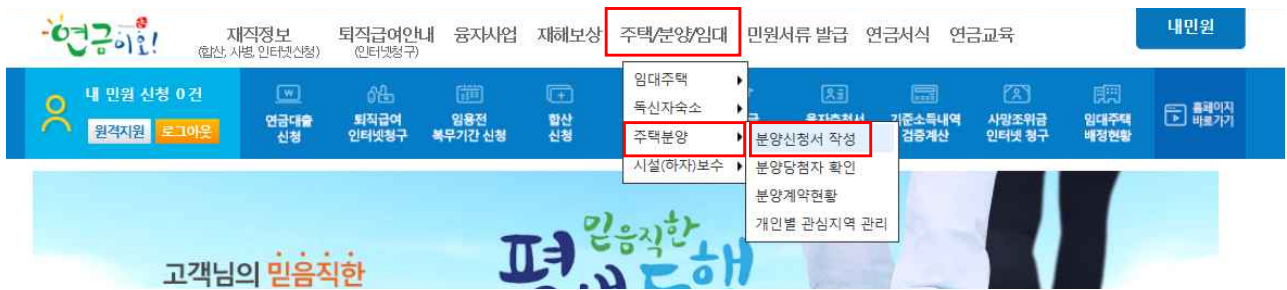 연금이요!
재직정보
(합산, 사병, 인터넷신청)
퇴직급여안내
(인터넷청구)
융자사업
재해보상
주택/분양/임대
민원서류 발급
연금서식
연금교육
내민원
내 민원 신청 0 건
원격지원
로그아웃
연금대출
신청
퇴직급여
인터넷청구
임용전
복무기간 신청
합산
신청
기준소득내역
검증계산
사망조위금
인터넷 청구
임대주택
배정현황
홈페이지
바로가기
임대주택
독신자숙소
주택분양
시설(하자)보수
분양신청서 작성
분양당첨자 확인
분양계약현황
개인별 관심지역 관리
고객님의 믿음직한
믿음직한